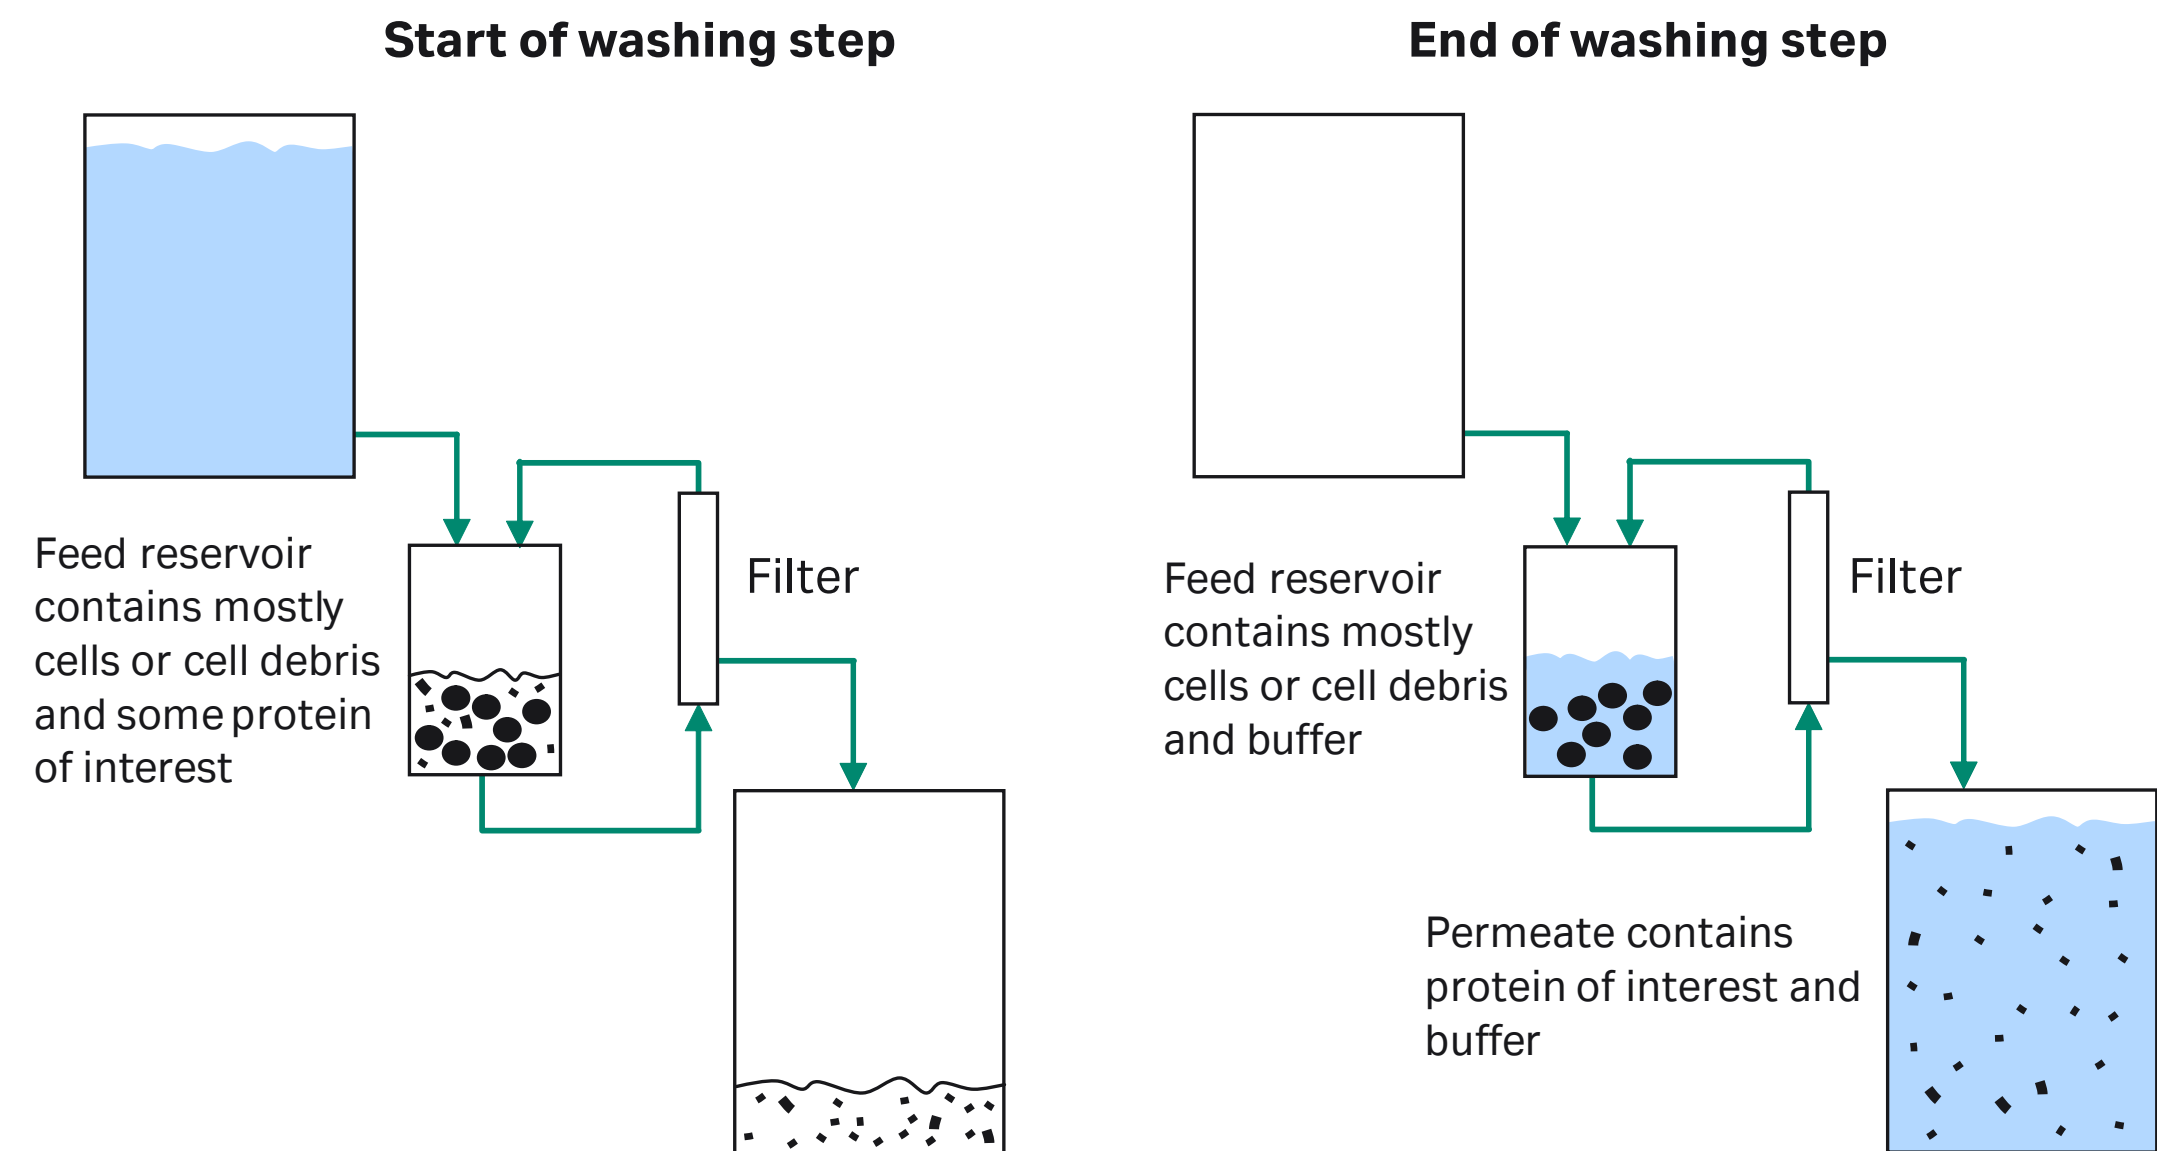 Start of washing step
End of washing step
Feed reservoir
contains mostly
cells or cell debris
and some protein
of interest
Filter
Feed reservoir
contains mostly
cells or cell debris
and buffer
Filter
Permeate contains
protein of interest and
buffer